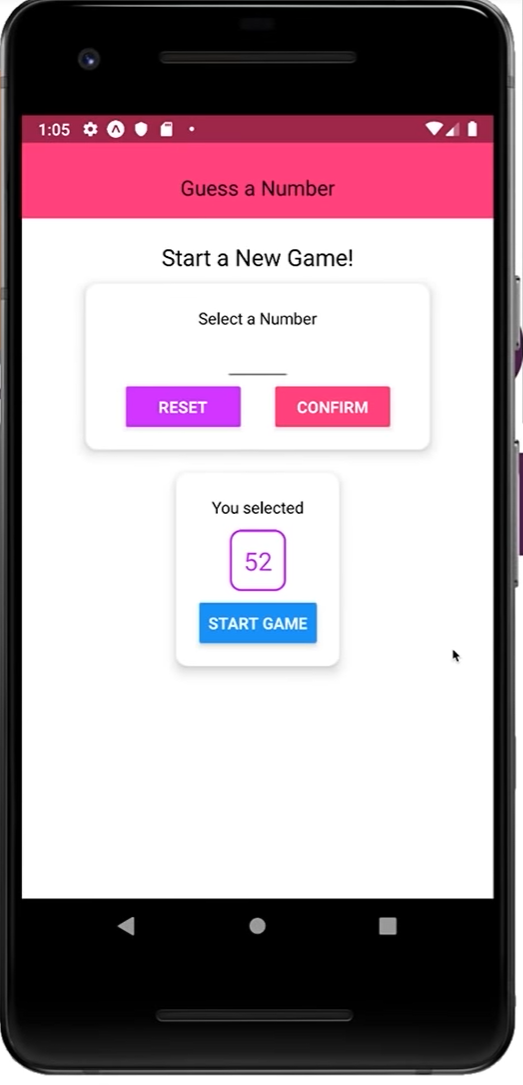 1:05
Guess a Number
Start a New Game!
Select a Number
RESET CONFIRM
You selected
52
START GAME